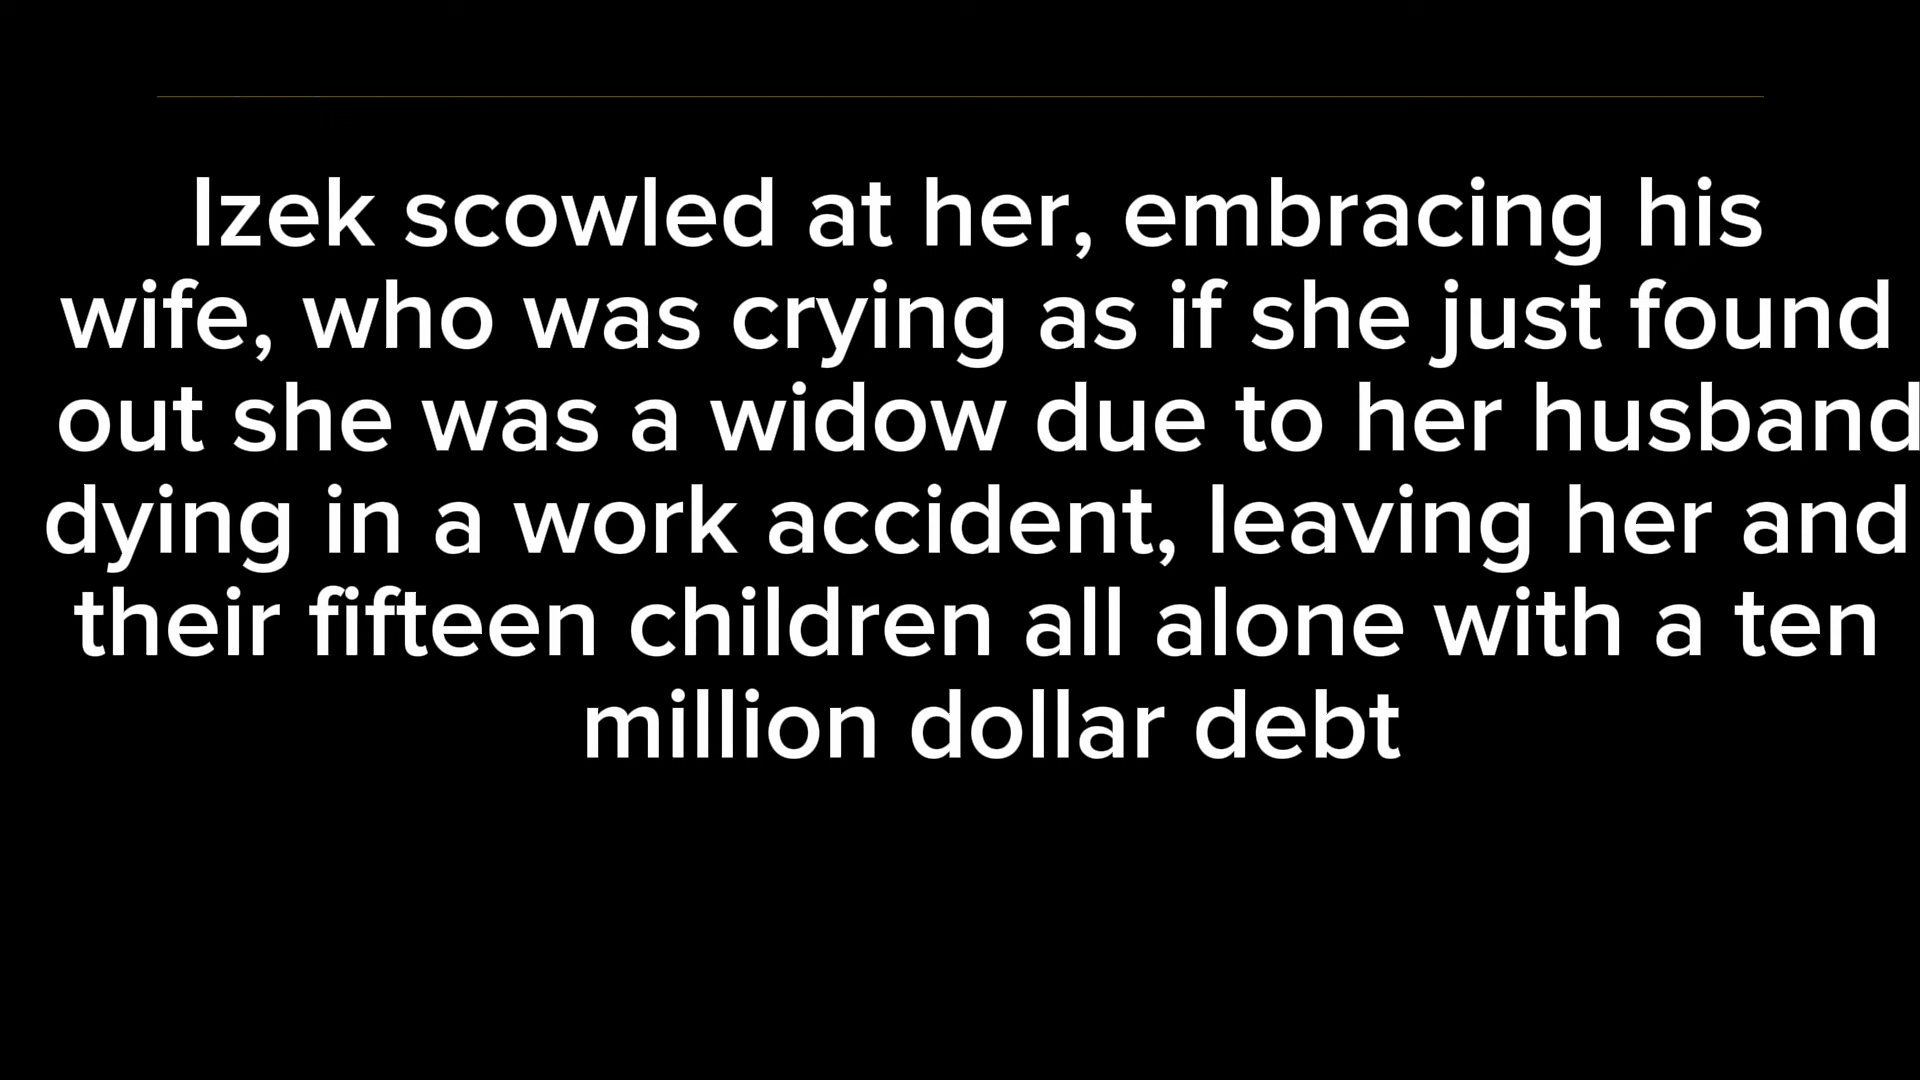 Izek scowled at her, embracing his
wife, who was crying as if she just found
out she was a widow due to her husband
dying in a work accident, leaving her and
their fifteen children all alone with a ten
million dollar debt